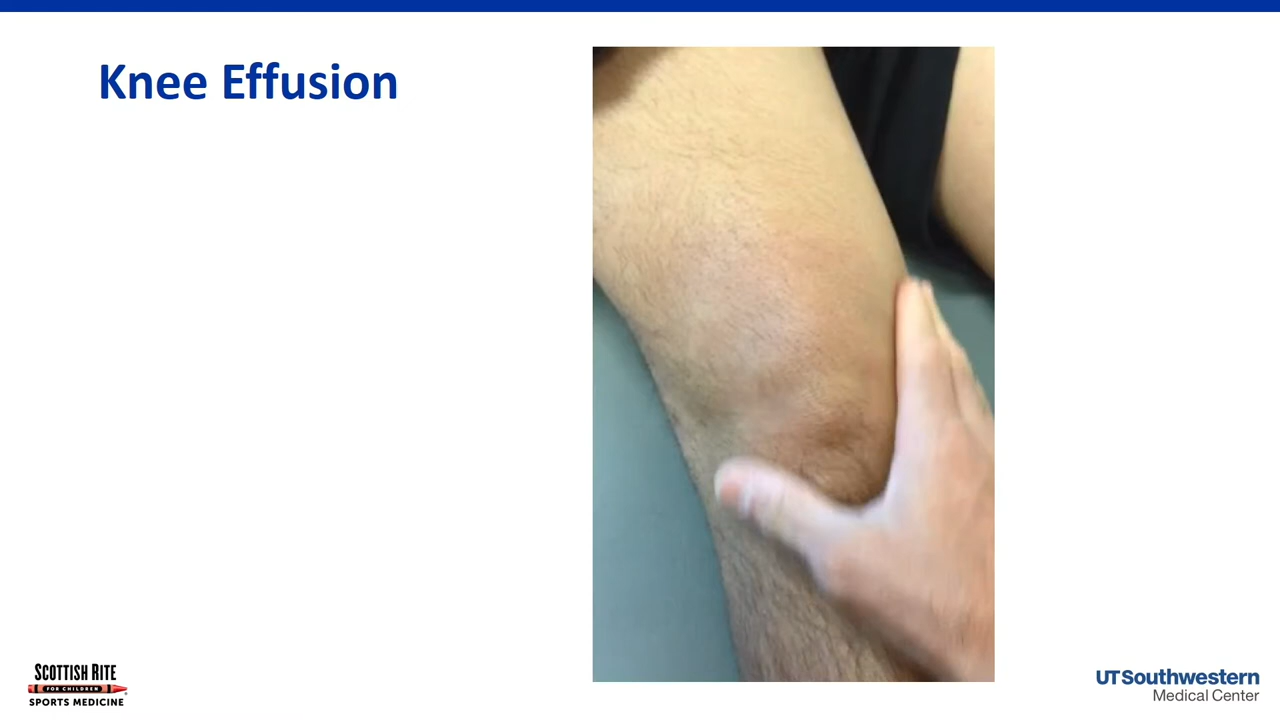 Knee Effusion
SCOTTISH RITE
FOR CHILDREN
SPORTS MEDICINE
UTSouthwestern
Medical Center